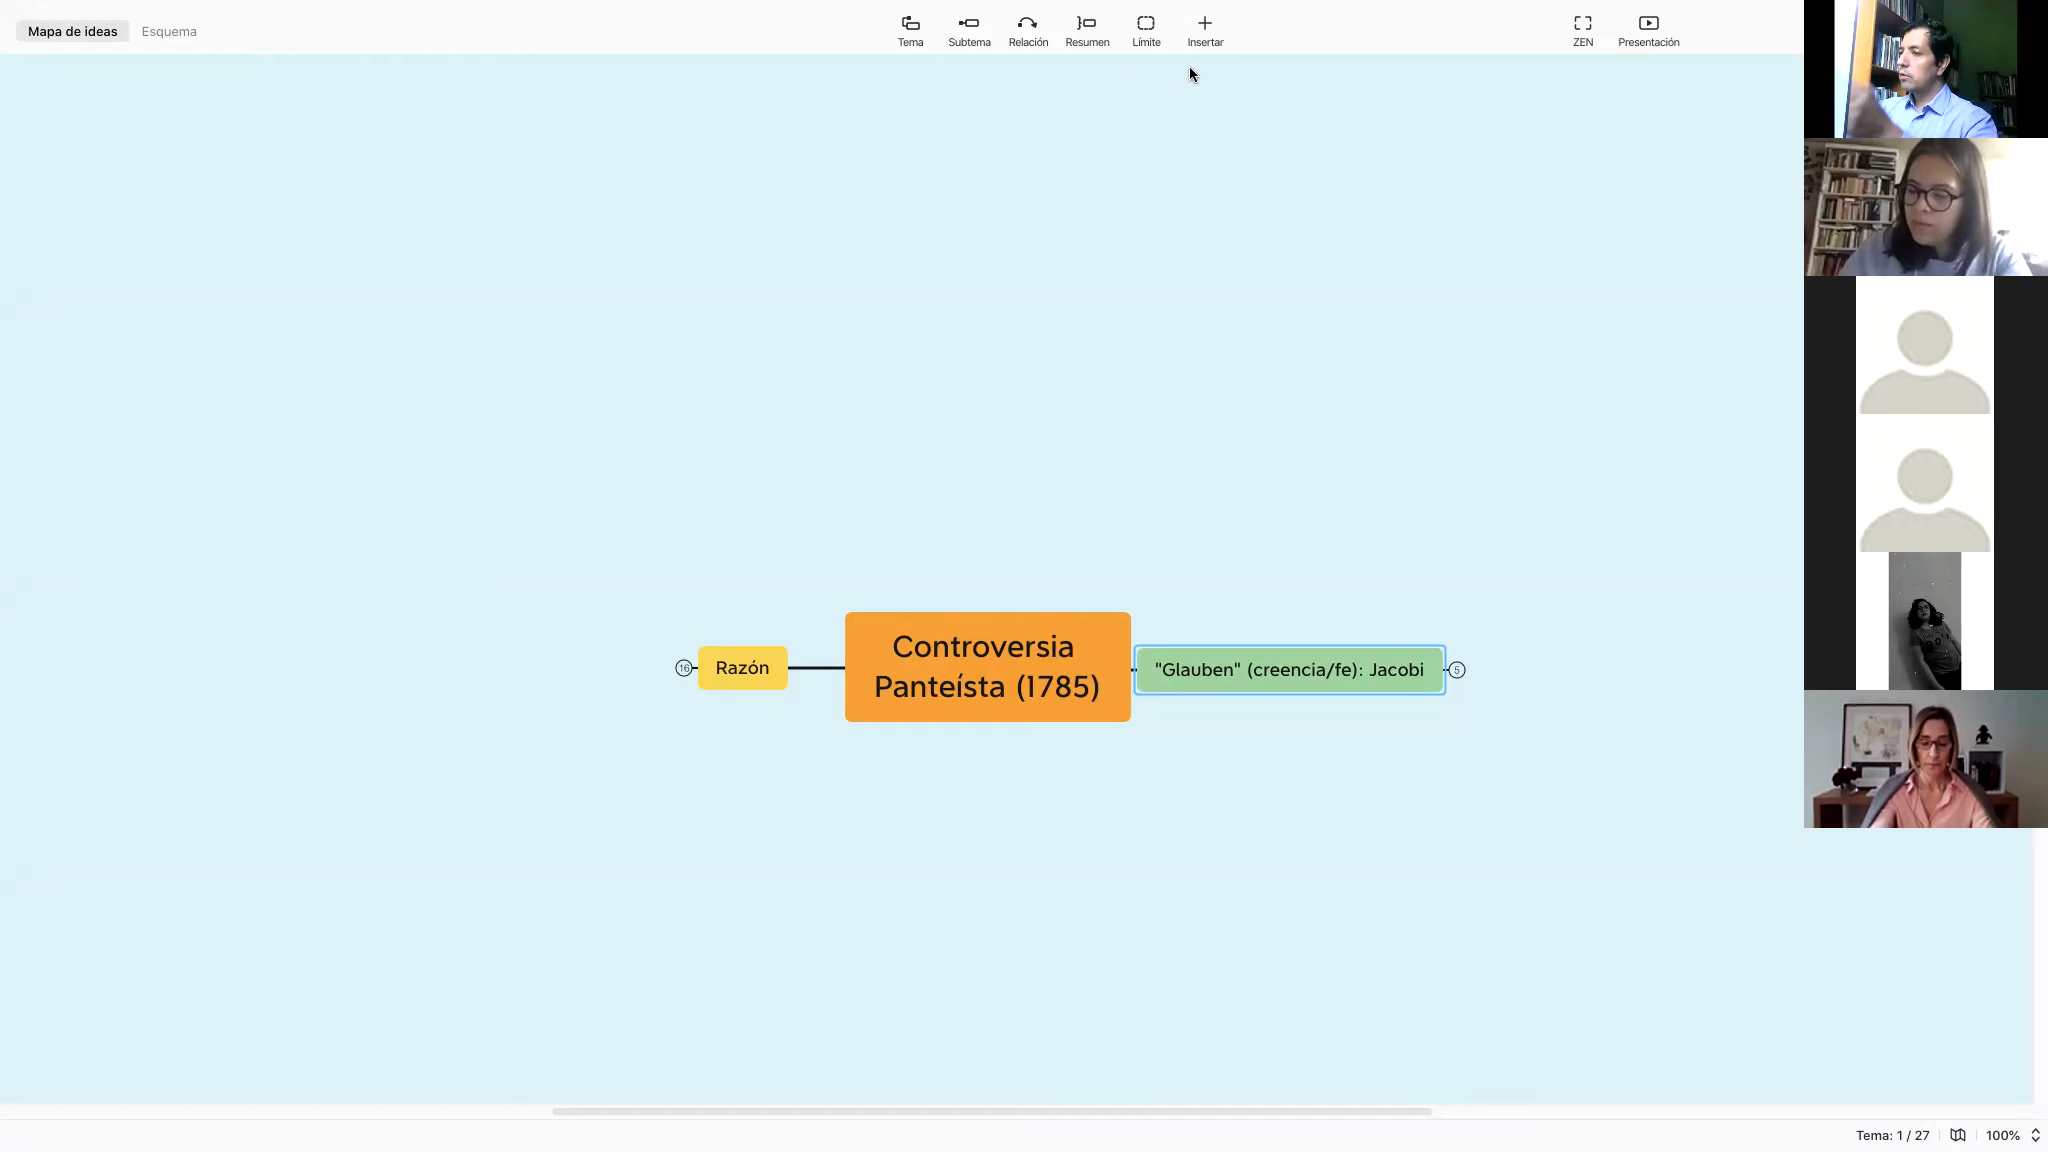 Mapa de ideas
Esquema
Tema
Subtema
Relación
Resumen
Límite
Insertar
ZEN
Presentación
16
Razón
Controversia
Panteísta (1785)
"Glauben" (creencia/fe): Jacobi
5
Tema: 1 / 27
100%